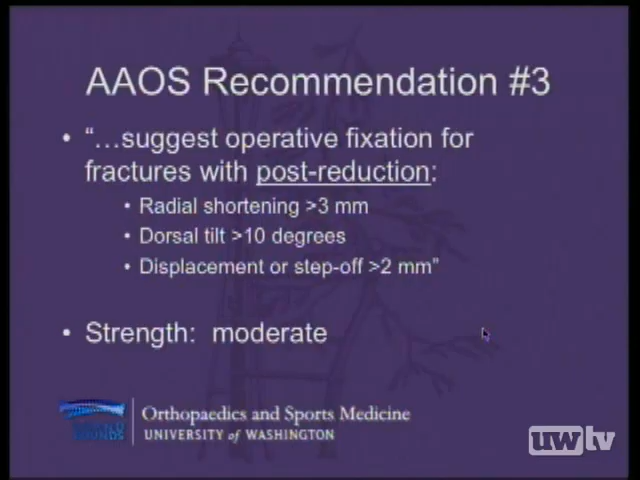 AAOS Recommendation #3
• “…suggest operative fixation for
fractures with post-reduction:
• Radial shortening >3 mm
• Dorsal tilt >10 degrees
• Displacement or step-off >2 mm”
• Strength: moderate
Orthopaedics and Sports Medicine
UNIVERSITY of WASHINGTON
uwtv